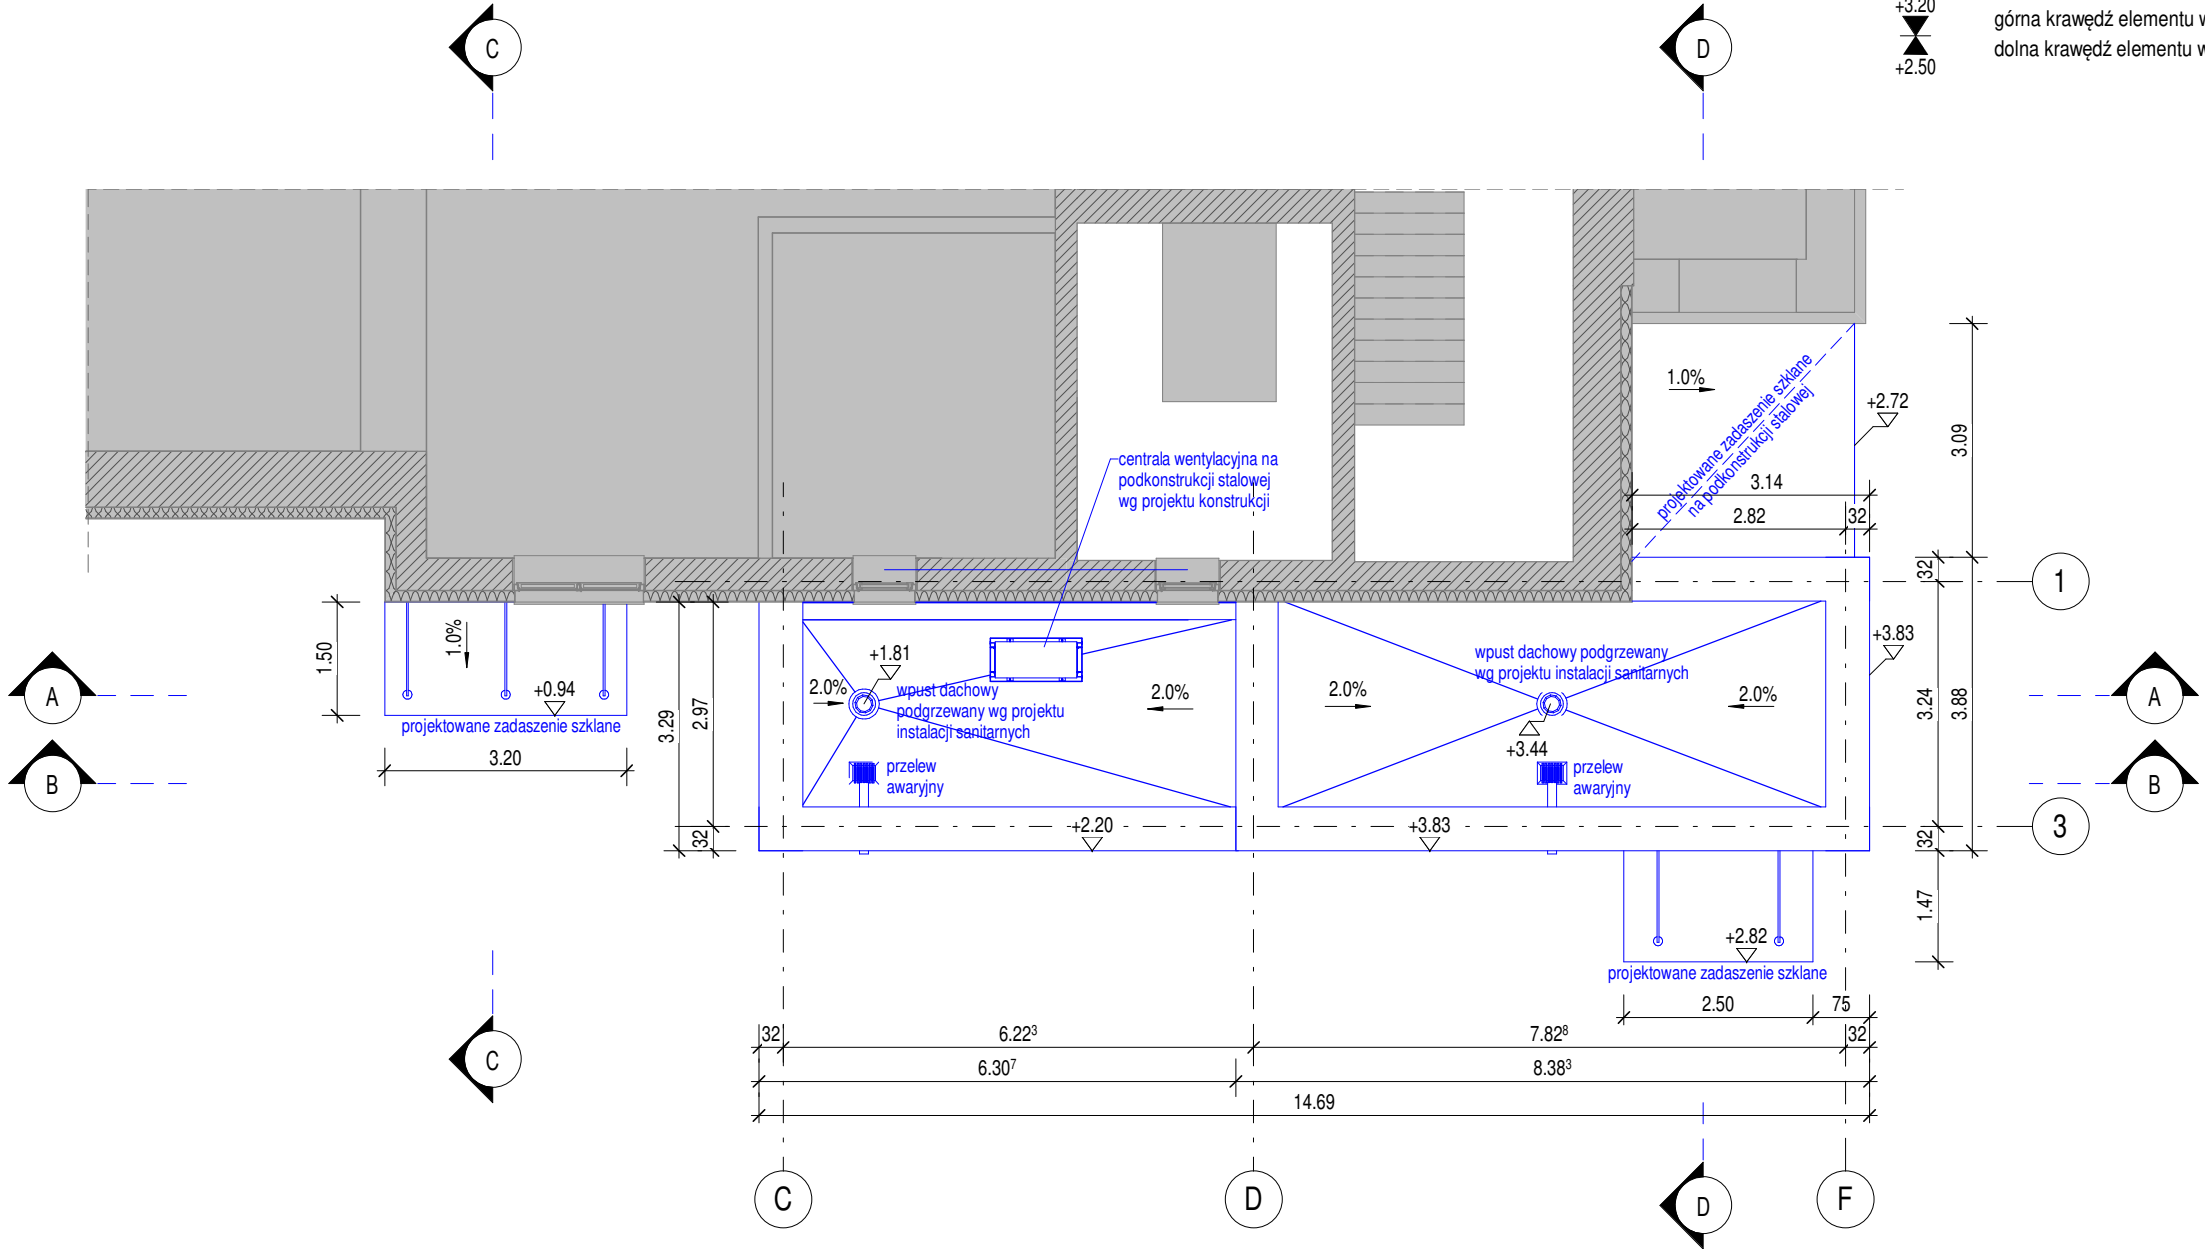 +3.20
górna krawędź elementu w
dolna krawędź elementu w
+2.50
C
D
1.0%
+2.72
projektowane zadaszenie szklane
na podkonstrukcji stalowej
3.09
3.14
2.82
32
centrala wentylacyjna na
podkonstrukcji stalowej
wg projektu konstrukcji
32
1
1.50
1.0%
+0.94
projektowane zadaszenie szklane
3.20
3.29
2.97
32
+1.81
2.0%
wpust dachowy
podgrzewany wg projektu
instalacji sanitarnych
2.0%
przelew
awaryjny
+2.20
2.0%
wpust dachowy podgrzewany
wg projektu instalacji sanitarnych
2.0%
+3.44
przelew
awaryjny
+3.83
+3.83
3.24
3.88
A
A
B
B
3
32
1.47
+2.82
projektowane zadaszenie szklane
2.50
75
32
6.22³
7.82⁸
32
6.30⁷
8.38³
14.69
C
C
D
D
F